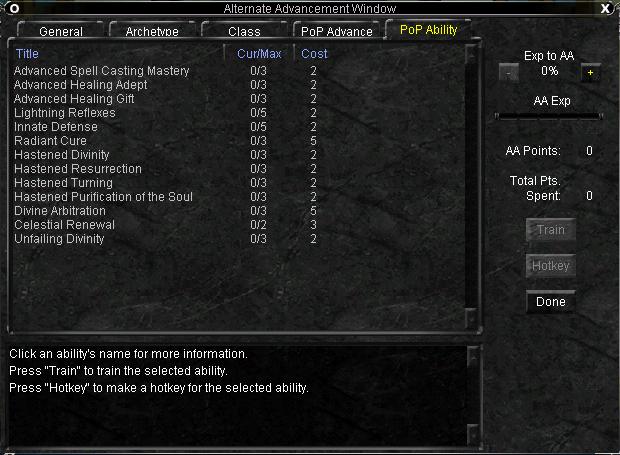 O Alternate Advancement Window X
General Archetype Class PoP Advance PoP Ability
Title Cur/Max Cost
Advanced Spell Casting Mastery 0/3 2
Advanced Healing Adept 0/3 2
Advanced Healing Gift 0/3 2
Lightning Reflexes 0/5 2
Innate Defense 0/5 2
Radiant Cure 0/3 5
Hastened Divinity 0/3 2
Hastened Resurrection 0/3 2
Hastened Turning 0/3 2
Hastened Purification of the Soul 0/3 2
Divine Arbitration 0/3 5
Celestial Renewal 0/2 3
Unfailing Divinity 0/3 2
Exp to AA
- 0% +
AA Exp
AA Points: 0
Total Pts.
Spent: 0
Train
Hotkey
Done
Click an ability's name for more information.
Press "Train" to train the selected ability.
Press "Hotkey" to make a hotkey for the selected ability.